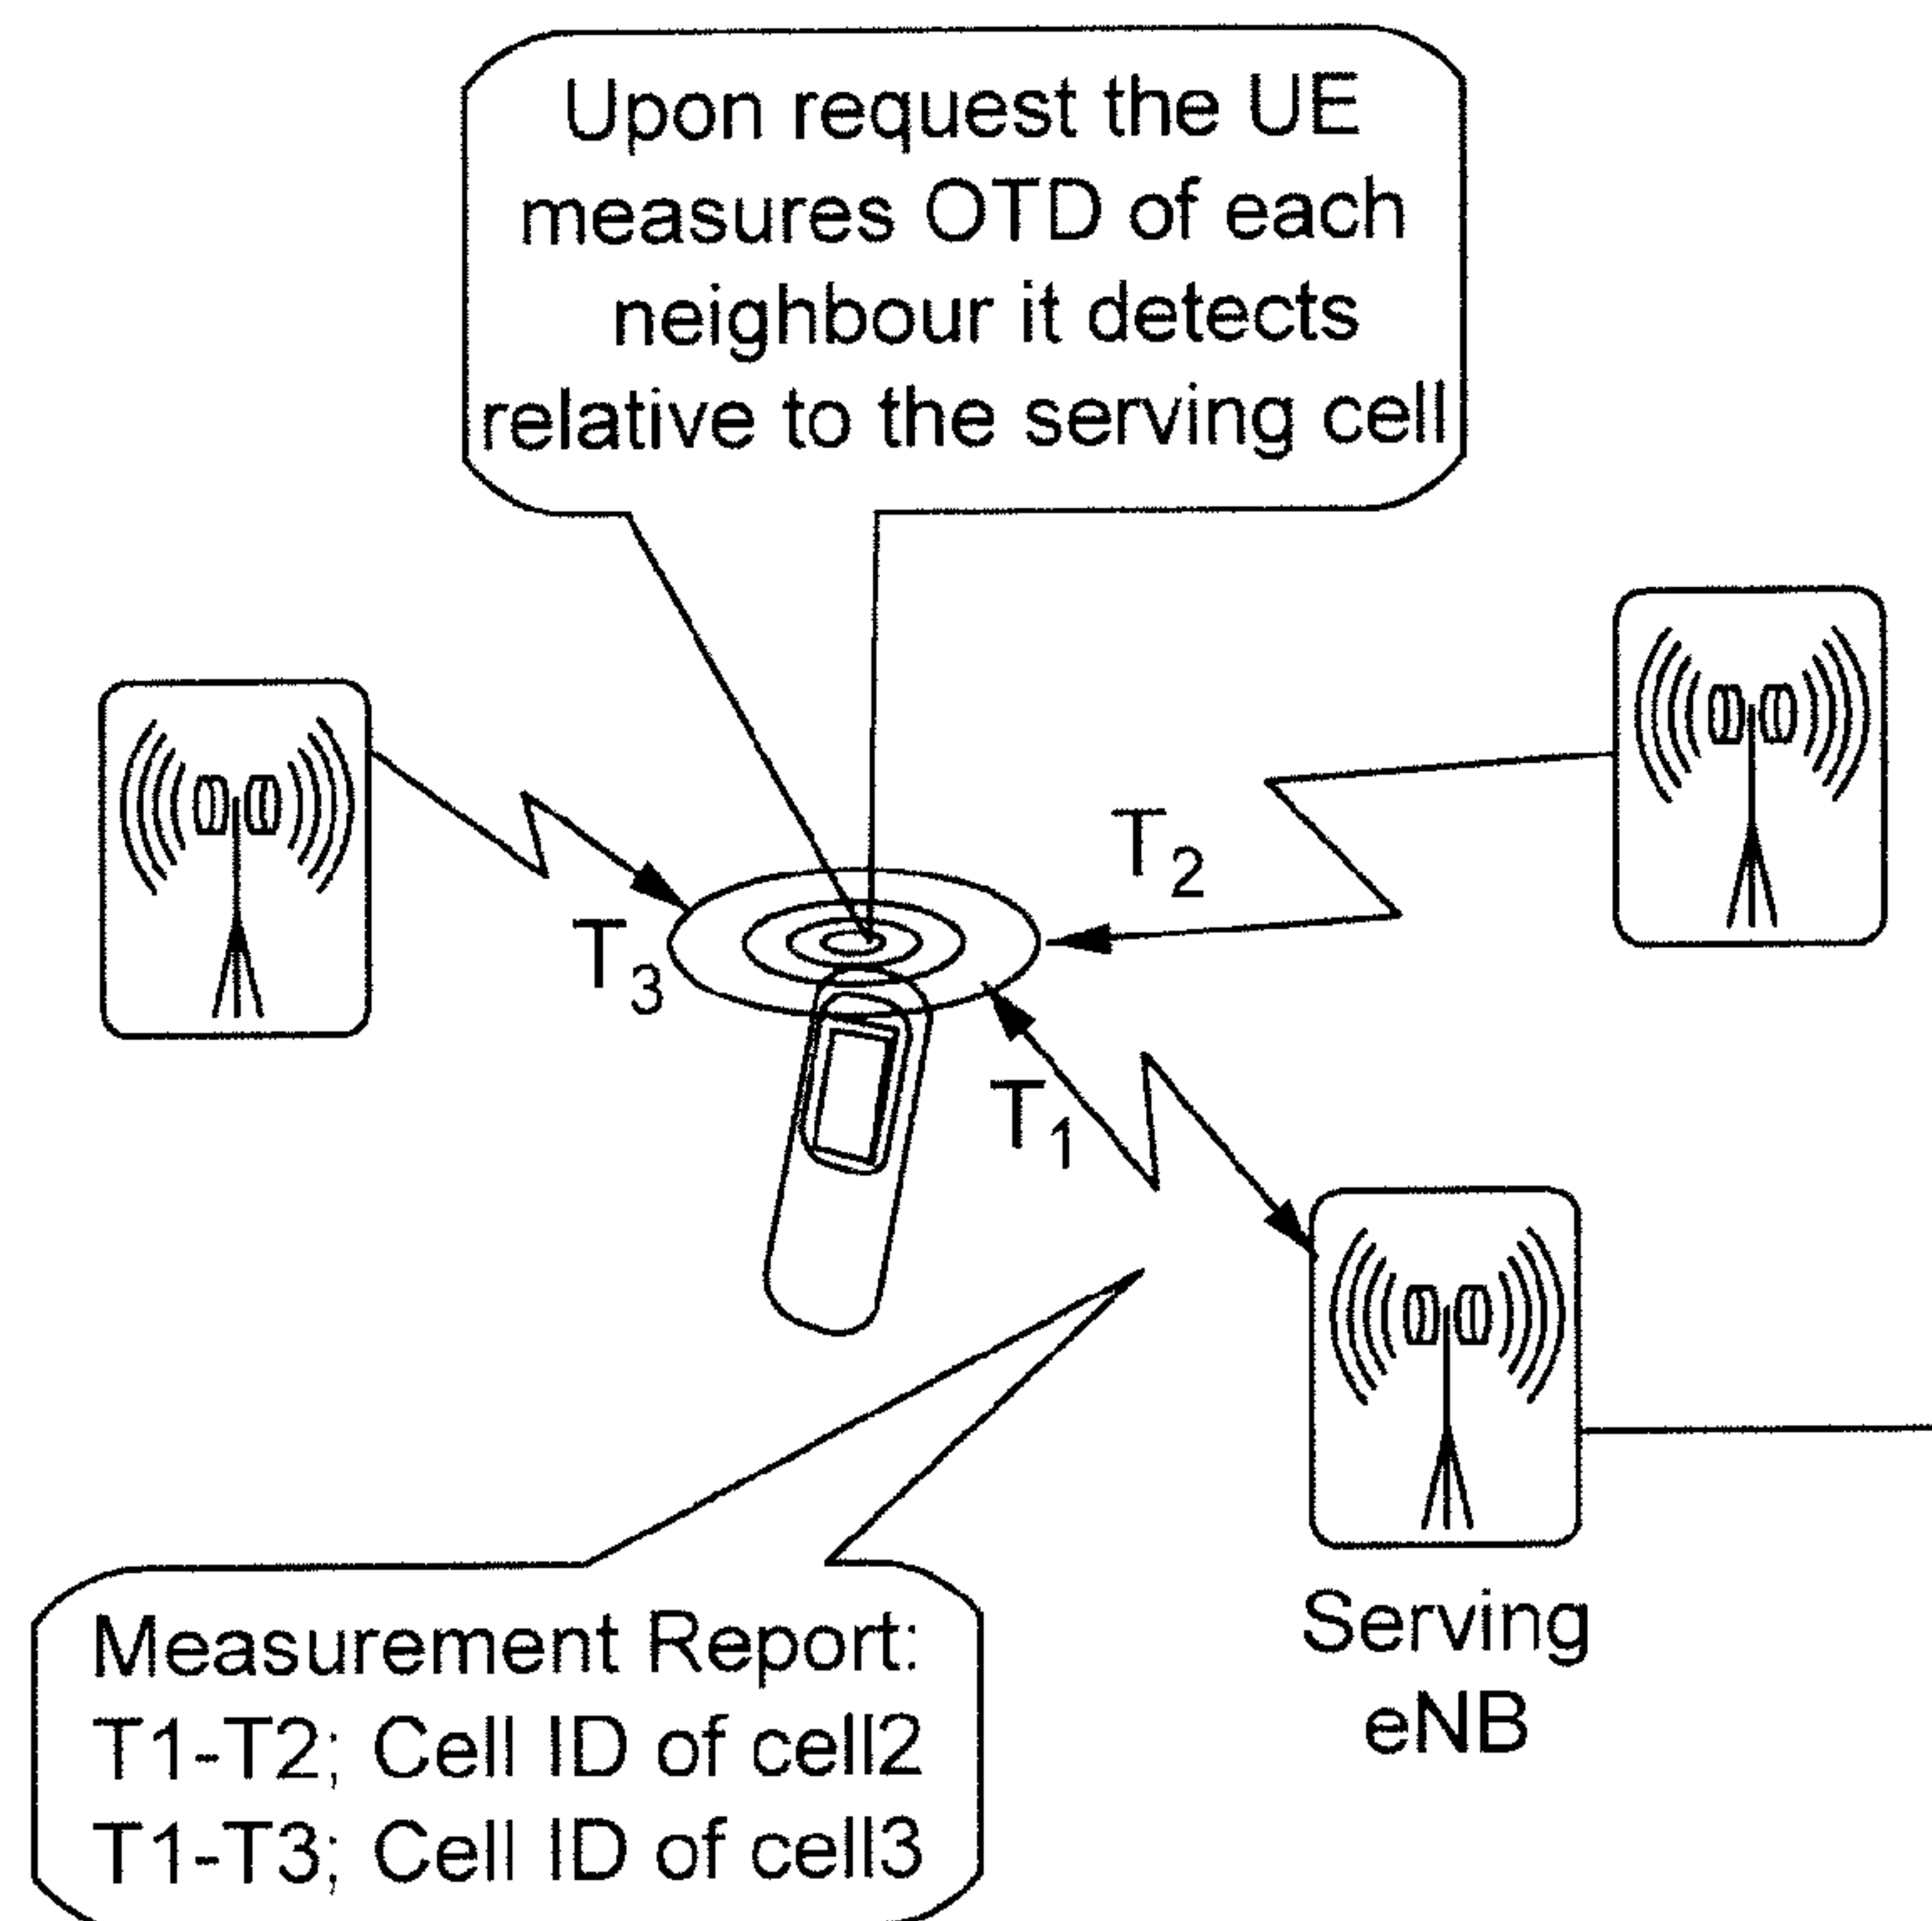 Upon request the UE
measures OTD of each
neighbour it detects
relative to the serving cell
T2
T3
T1
Serving
eNB
Measurement Report:
T1-T2; Cell ID of cell2
T1-T3; Cell ID of cell3